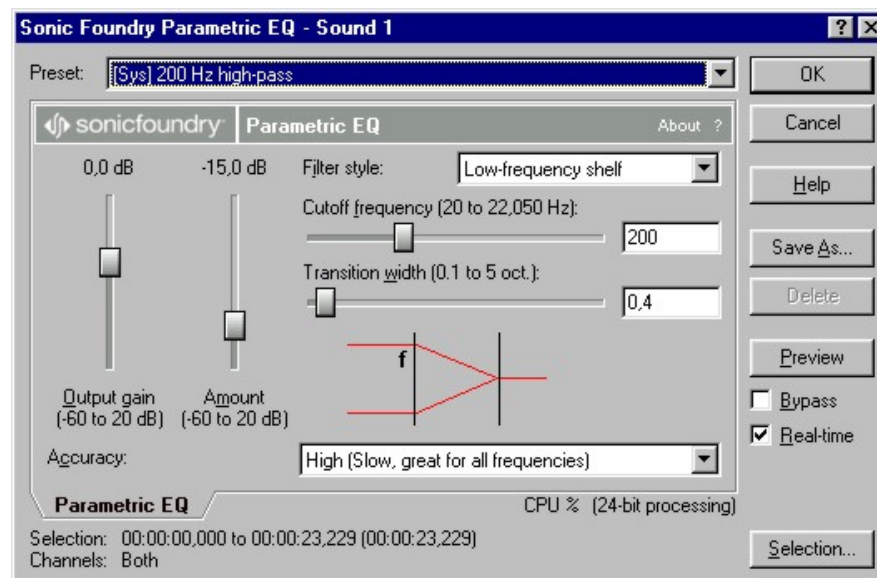 Sonic Foundry Parametric EQ - Sound 1
Preset: [Sys] 200 Hz high-pass
OK
sonicfoundry Parametric EQ About ?
Cancel
0,0 dB -15,0 dB Filter style: Low-frequency shelf
Help
Cutoff frequency (20 to 22,050 Hz):
200
Save As...
Transition width (0.1 to 5 oct.):
0,4
Delete
f
Preview
Output gain Amount
(-60 to 20 dB) (-60 to 20 dB)
Bypass
Real-time
Accuracy: High (Slow, great for all frequencies)
Parametric EQ CPU % (24-bit processing)
Selection: 00:00:00,000 to 00:00:23,229 (00:00:23,229)
Channels: Both
Selection...